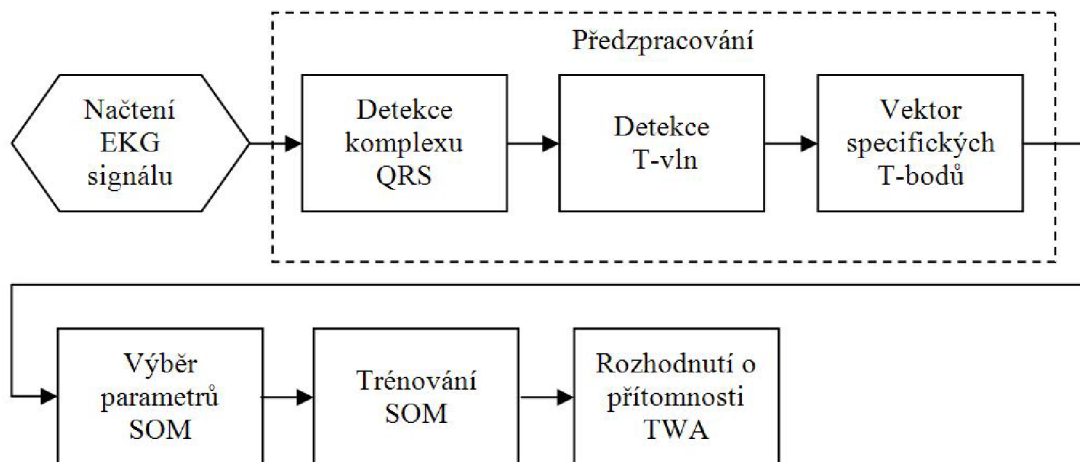 Předzpracování
Načtení
EKG
signálu
Detekce
komplexu
QRS
Detekce
T-vln
Vektor
specifických
T-bodů
Výběr
parametrů
SOM
Trénování
SOM
Rozhodnutí o
přítomnosti
TWA